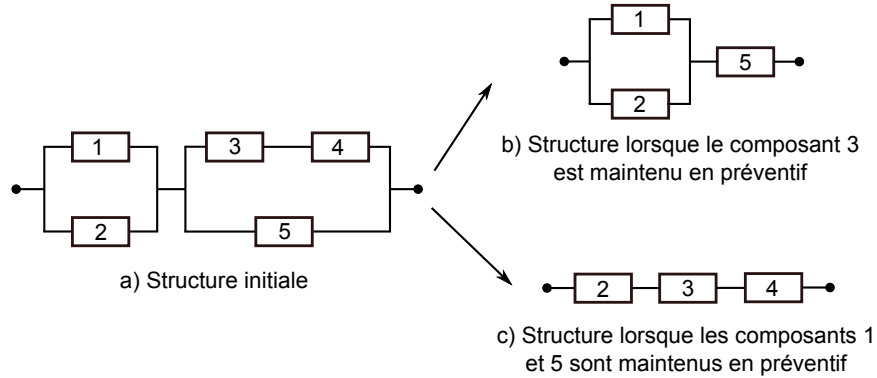 1
2
3 4
5
a) Structure initiale
1
2
5
b) Structure lorsque le composant 3
est maintenu en préventif
2 3 4
c) Structure lorsque les composants 1
et 5 sont maintenus en préventif